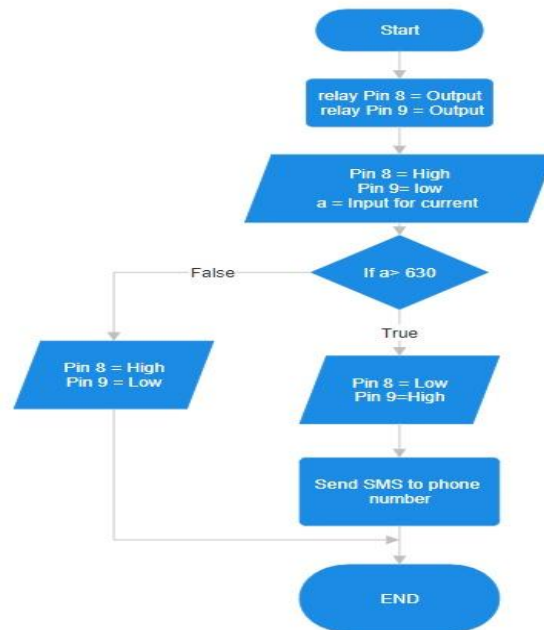 Start
relay Pin 8 = Output
relay Pin 9 = Output
Pin 8 = High
Pin 9= low
a = Input for current
If a> 630
False
True
Pin 8 = High
Pin 9 = Low
Pin 8 = Low
Pin 9=High
Send SMS to phone
number
END